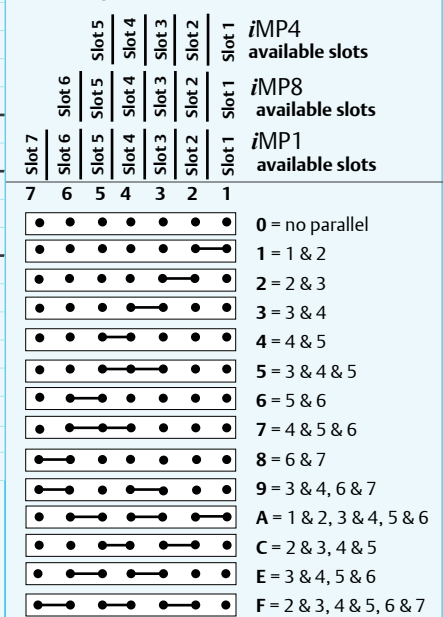 Slot 5 Slot 4 Slot 3 Slot 2 Slot 1 iMP4
available slots
Slot 6 Slot 5 Slot 4 Slot 3 Slot 2 Slot 1 iMP8
available slots
Slot 7 Slot 6 Slot 5 Slot 4 Slot 3 Slot 2 Slot 1 iMP1
available slots
7 6 5 4 3 2 1
0 = no parallel
1 = 1 & 2
2 = 2 & 3
3 = 3 & 4
4 = 4 & 5
5 = 3 & 4 & 5
6 = 5 & 6
7 = 4 & 5 & 6
8 = 6 & 7
9 = 3 & 4, 6 & 7
A = 1 & 2, 3 & 4, 5 & 6
C = 2 & 3, 4 & 5
E = 3 & 4, 5 & 6
F = 2 & 3, 4 & 5, 6 & 7